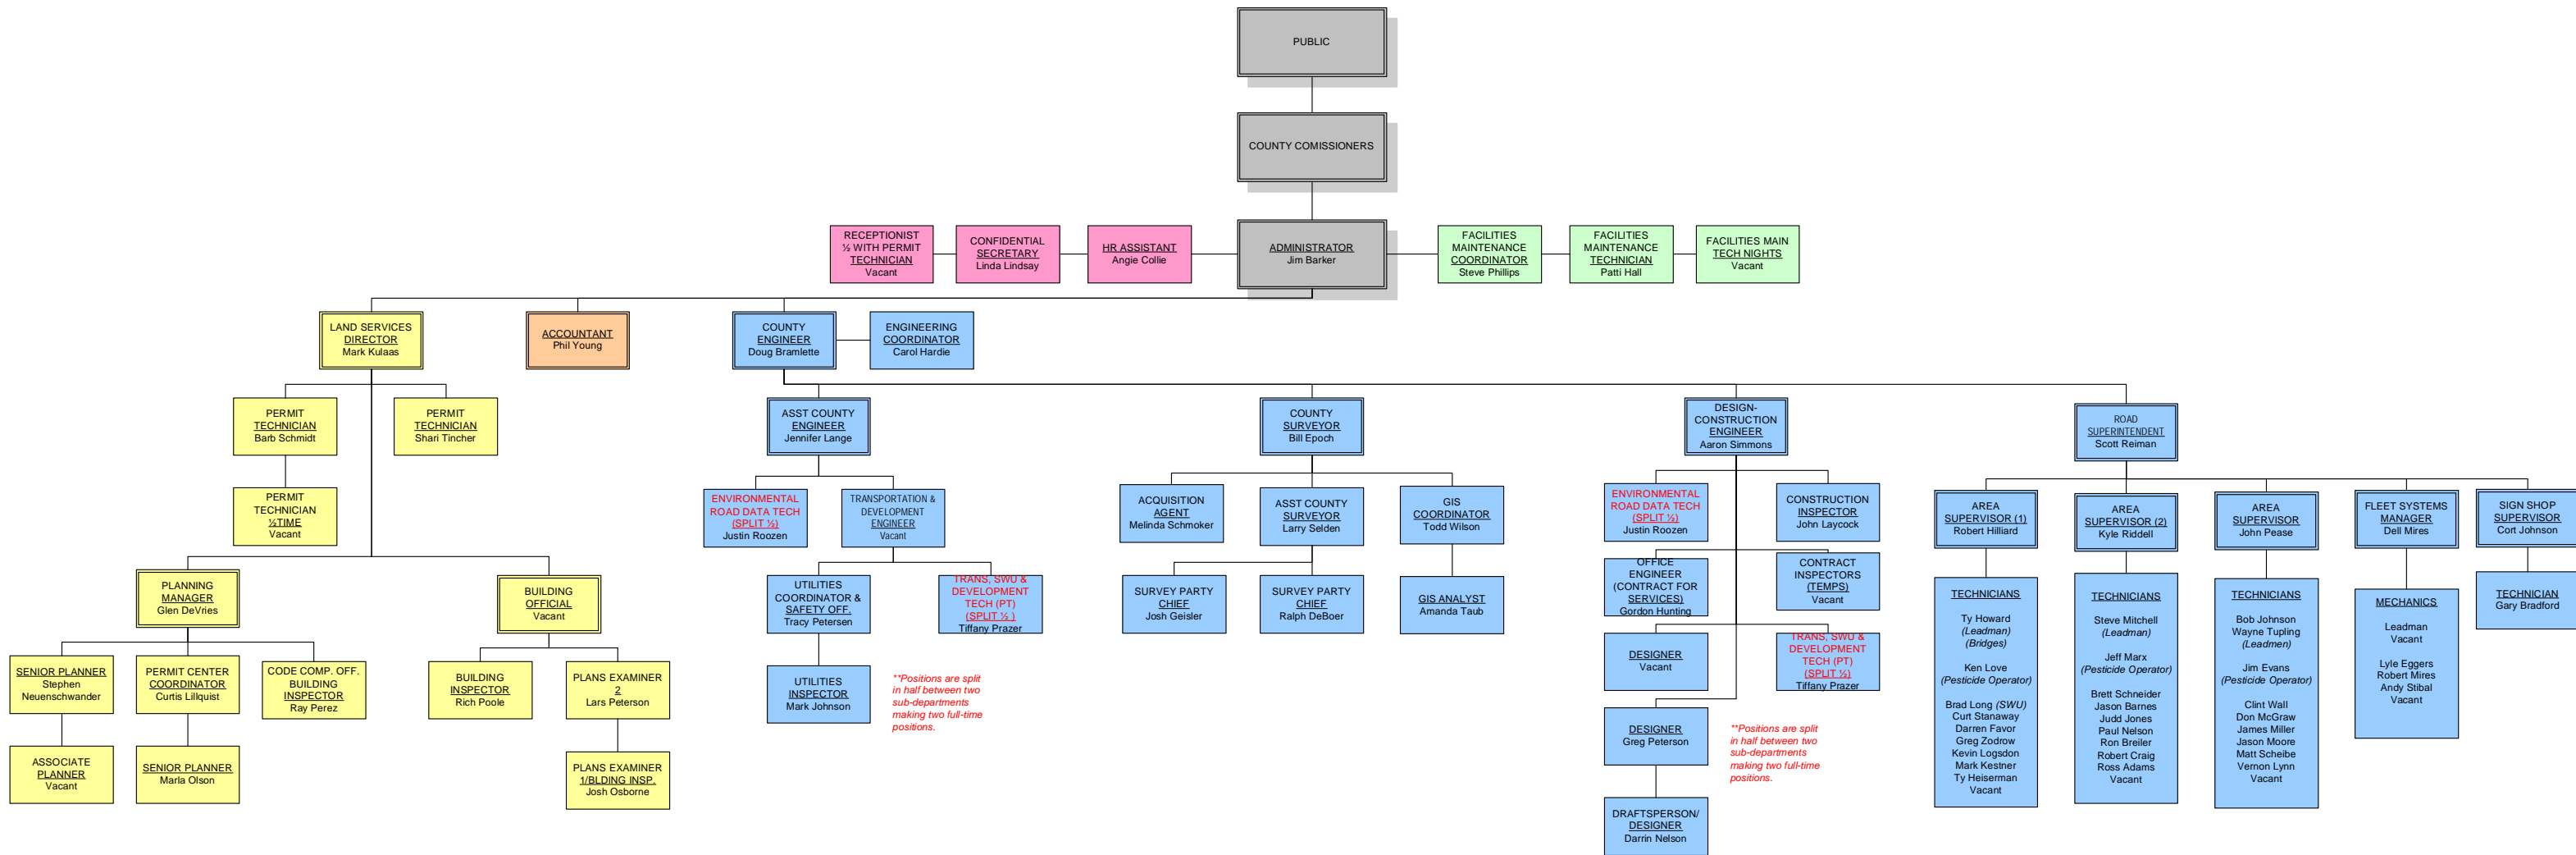 PUBLIC
COUNTY COMISSIONERS
RECEPTIONIST
½ WITH PERMIT
TECHNICIAN
Vacant
CONFIDENTIAL
SECRETARY
Linda Lindsay
HR ASSISTANT
Angie Collie
ADMINISTRATOR
Jim Barker
FACILITIES
MAINTENANCE
COORDINATOR
Steve Phillips
FACILITIES
MAINTENANCE
TECHNICIAN
Patti Hall
FACILITIES MAIN
TECH NIGHTS
Vacant
LAND SERVICES
DIRECTOR
Mark Kulaas
ACCOUNTANT
Phil Young
COUNTY
ENGINEER
Doug Bramlette
ENGINEERING
COORDINATOR
Carol Hardie
PERMIT
TECHNICIAN
Barb Schmidt
PERMIT
TECHNICIAN
Shari Tincher
ASST COUNTY
ENGINEER
Jennifer Lange
COUNTY
SURVEYOR
Bill Epoch
DESIGN-
CONSTRUCTION
ENGINEER
Aaron Simmons
ROAD
SUPERINTENDENT
Scott Reiman
PERMIT
TECHNICIAN
½TIME
Vacant
ENVIRONMENTAL
ROAD DATA TECH
(SPLIT ½)
Justin Roozen
TRANSPORTATION &
DEVELOPMENT
ENGINEER
Vacant
ACQUISITION
AGENT
Melinda Schmoker
ASST COUNTY
SURVEYOR
Larry Selden
GIS
COORDINATOR
Todd Wilson
ENVIRONMENTAL
ROAD DATA TECH
(SPLIT ½)
Justin Roozen
CONSTRUCTION
INSPECTOR
John Laycock
AREA
SUPERVISOR (1)
Robert Hilliard
AREA
SUPERVISOR (2)
Kyle Riddell
AREA
SUPERVISOR
John Pease
FLEET SYSTEMS
MANAGER
Dell Mires
SIGN SHOP
SUPERVISOR
Cort Johnson
PLANNING
MANAGER
Glen DeVries
BUILDING
OFFICIAL
Vacant
UTILITIES
COORDINATOR &
SAFETY OFF.
Tracy Petersen
TRANS, SWU &
DEVELOPMENT
TECH (PT)
(SPLIT ½ )
Tiffany Prazer
SURVEY PARTY
CHIEF
Josh Geisler
SURVEY PARTY
CHIEF
Ralph DeBoer
GIS ANALYST
Amanda Taub
OFFICE
ENGINEER
(CONTRACT FOR
SERVICES)
Gordon Hunting
CONTRACT
INSPECTORS
(TEMPS)
Vacant
TECHNICIANS
Ty Howard
(Leadman)
(Bridges)
Ken Love
(Pesticide Operator)
Brad Long (SWU)
Curt Stanaway
Darren Favor
Greg Zodrow
Kevin Logsdon
Mark Kestner
Ty Heiserman
Vacant
TECHNICIANS
Steve Mitchell
(Leadman)
Jeff Marx
(Pesticide Operator)
Brett Schneider
Jason Barnes
Judd Jones
Paul Nelson
Ron Breiler
Robert Craig
Ross Adams
Vacant
TECHNICIANS
Bob Johnson
Wayne Tupling
(Leadmen)
Jim Evans
(Pesticide Operator)
Clint Wall
Don McGraw
James Miller
Jason Moore
Matt Scheibe
Vernon Lynn
Vacant
MECHANICS
Leadman
Vacant
Lyle Eggers
Robert Mires
Andy Stibal
Vacant
TECHNICIAN
Gary Bradford
SENIOR PLANNER
Stephen
Neuenschwander
PERMIT CENTER
COORDINATOR
Curtis Lillquist
CODE COMP. OFF.
BUILDING
INSPECTOR
Ray Perez
BUILDING
INSPECTOR
Rich Poole
PLANS EXAMINER
2
Lars Peterson
UTILITIES
INSPECTOR
Mark Johnson
**Positions are split
in half between two
sub-departments
making two full-time
positions.
DESIGNER
Vacant
TRANS, SWU &
DEVELOPMENT
TECH (PT)
(SPLIT ½)
Tiffany Prazer
DESIGNER
Greg Peterson
**Positions are split
in half between two
sub-departments
making two full-time
positions.
ASSOCIATE
PLANNER
Vacant
SENIOR PLANNER
Marla Olson
PLANS EXAMINER
1/BLDING INSP.
Josh Osborne
DRAFTSPERSON/
DESIGNER
Darrin Nelson